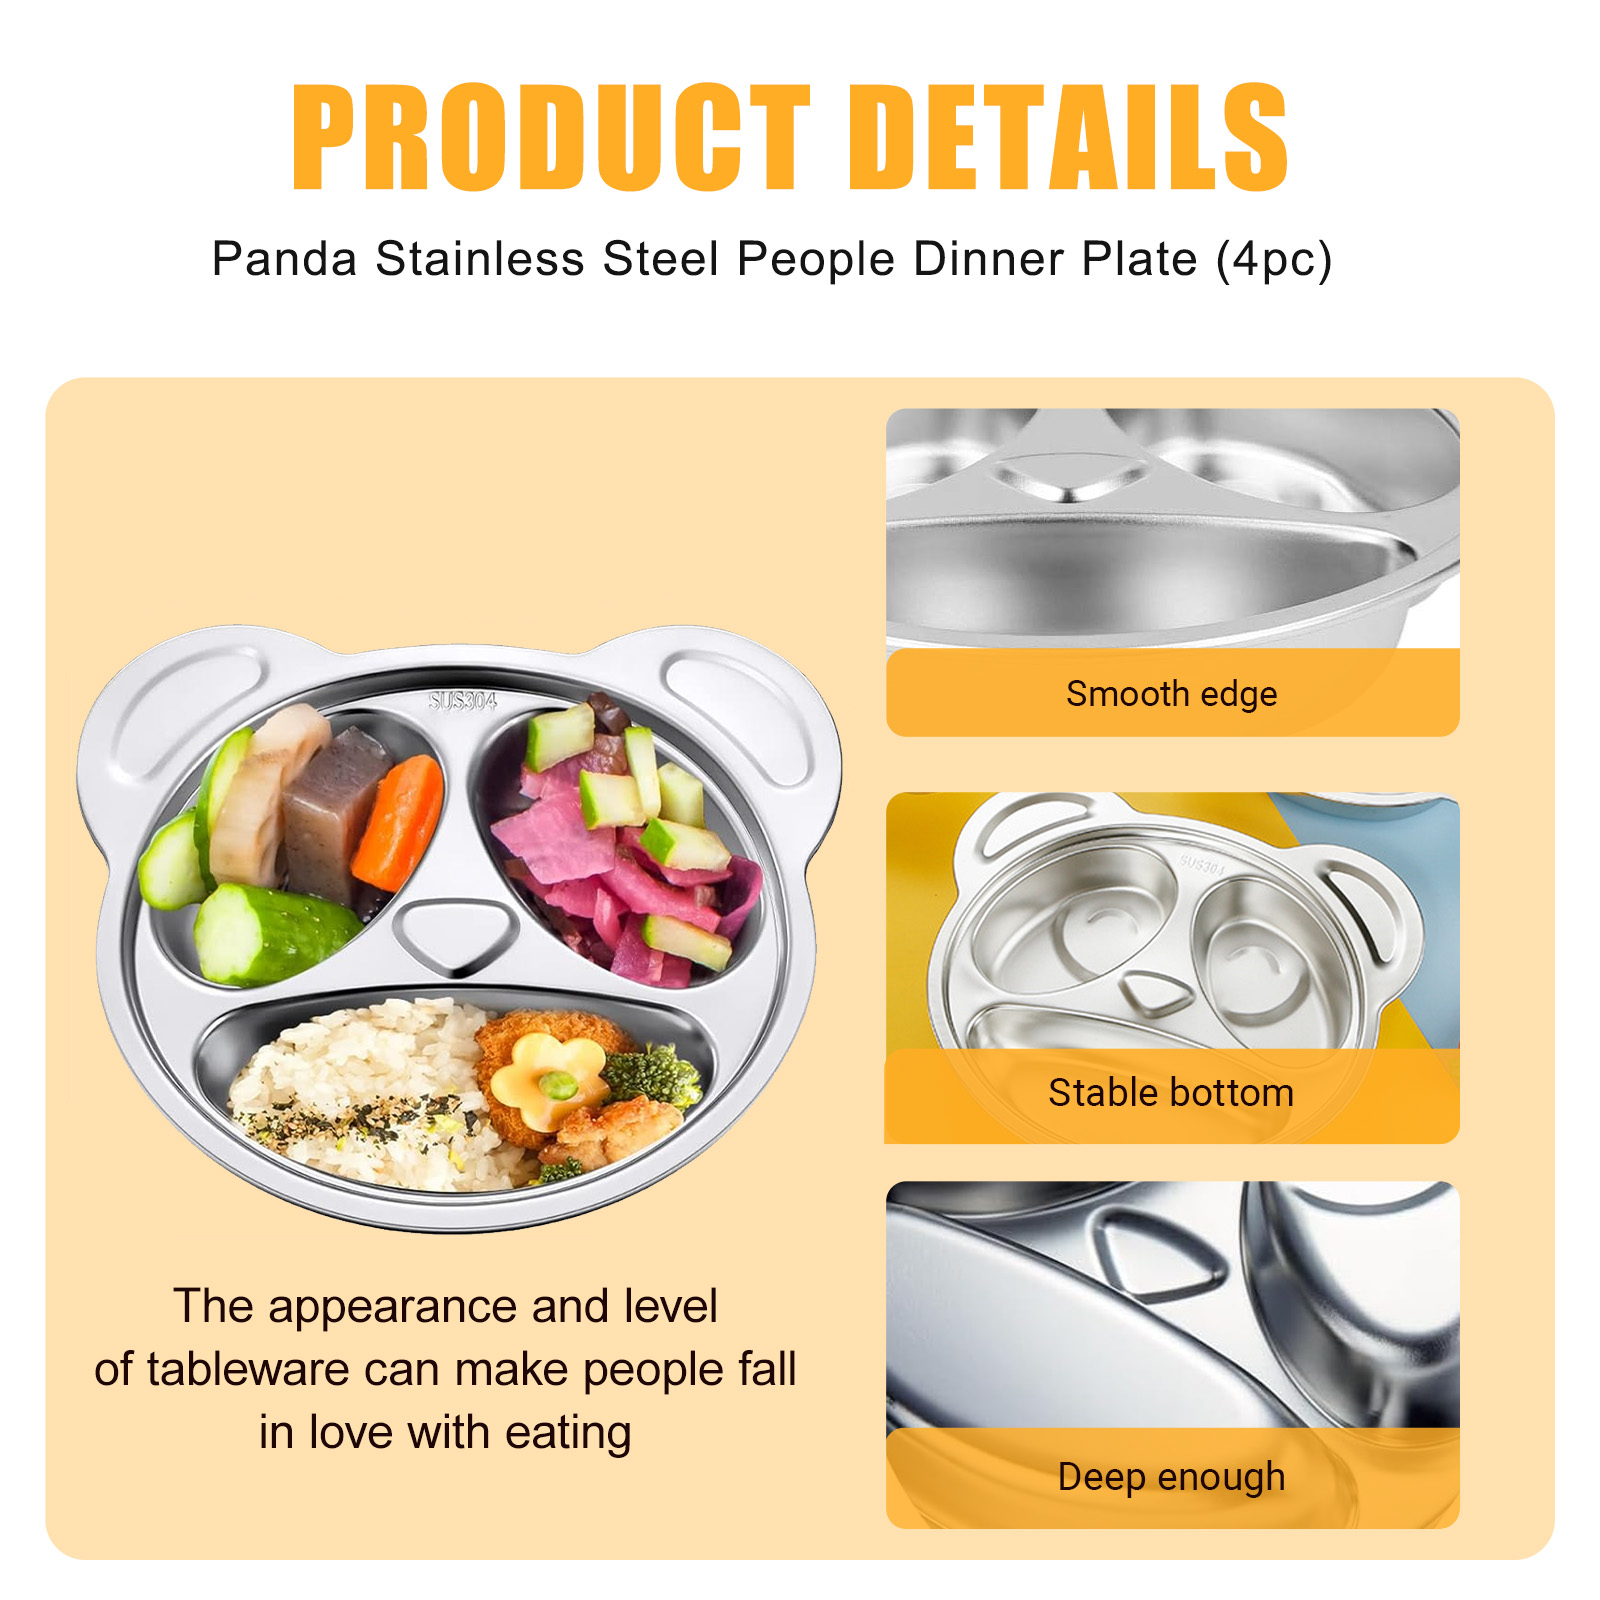 PRODUCT DETAILS
Panda Stainless Steel People Dinner Plate (4pc)
SUS304
The appearance and level
of tableware can make people fall
in love with eating
Smooth edge
SUS304
Stable bottom
Deep enough